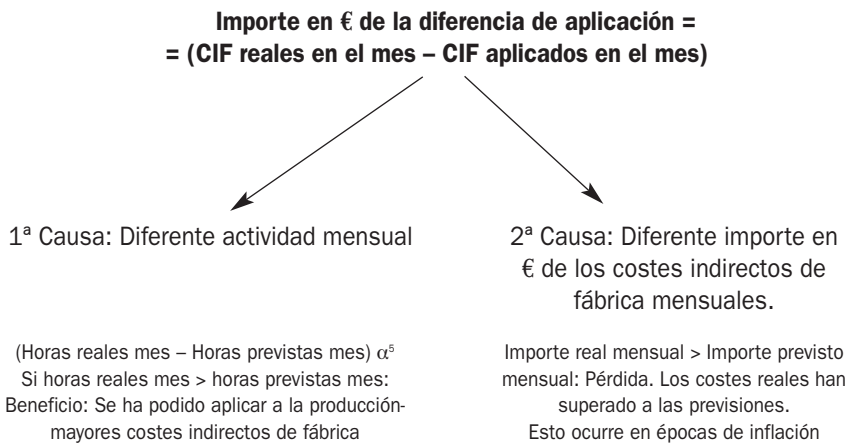 Importe en € de la diferencia de aplicación =
= (CIF reales en el mes – CIF aplicados en el mes)
1ª Causa: Diferente actividad mensual
(Horas reales mes – Horas previstas mes) α⁵
Si horas reales mes > horas previstas mes:
Beneficio: Se ha podido aplicar a la producción-
mayores costes indirectos de fábrica
2ª Causa: Diferente importe en
€ de los costes indirectos de
fábrica mensuales.
Importe real mensual > Importe previsto
mensual: Pérdida. Los costes reales han
superado a las previsiones.
Esto ocurre en épocas de inflación